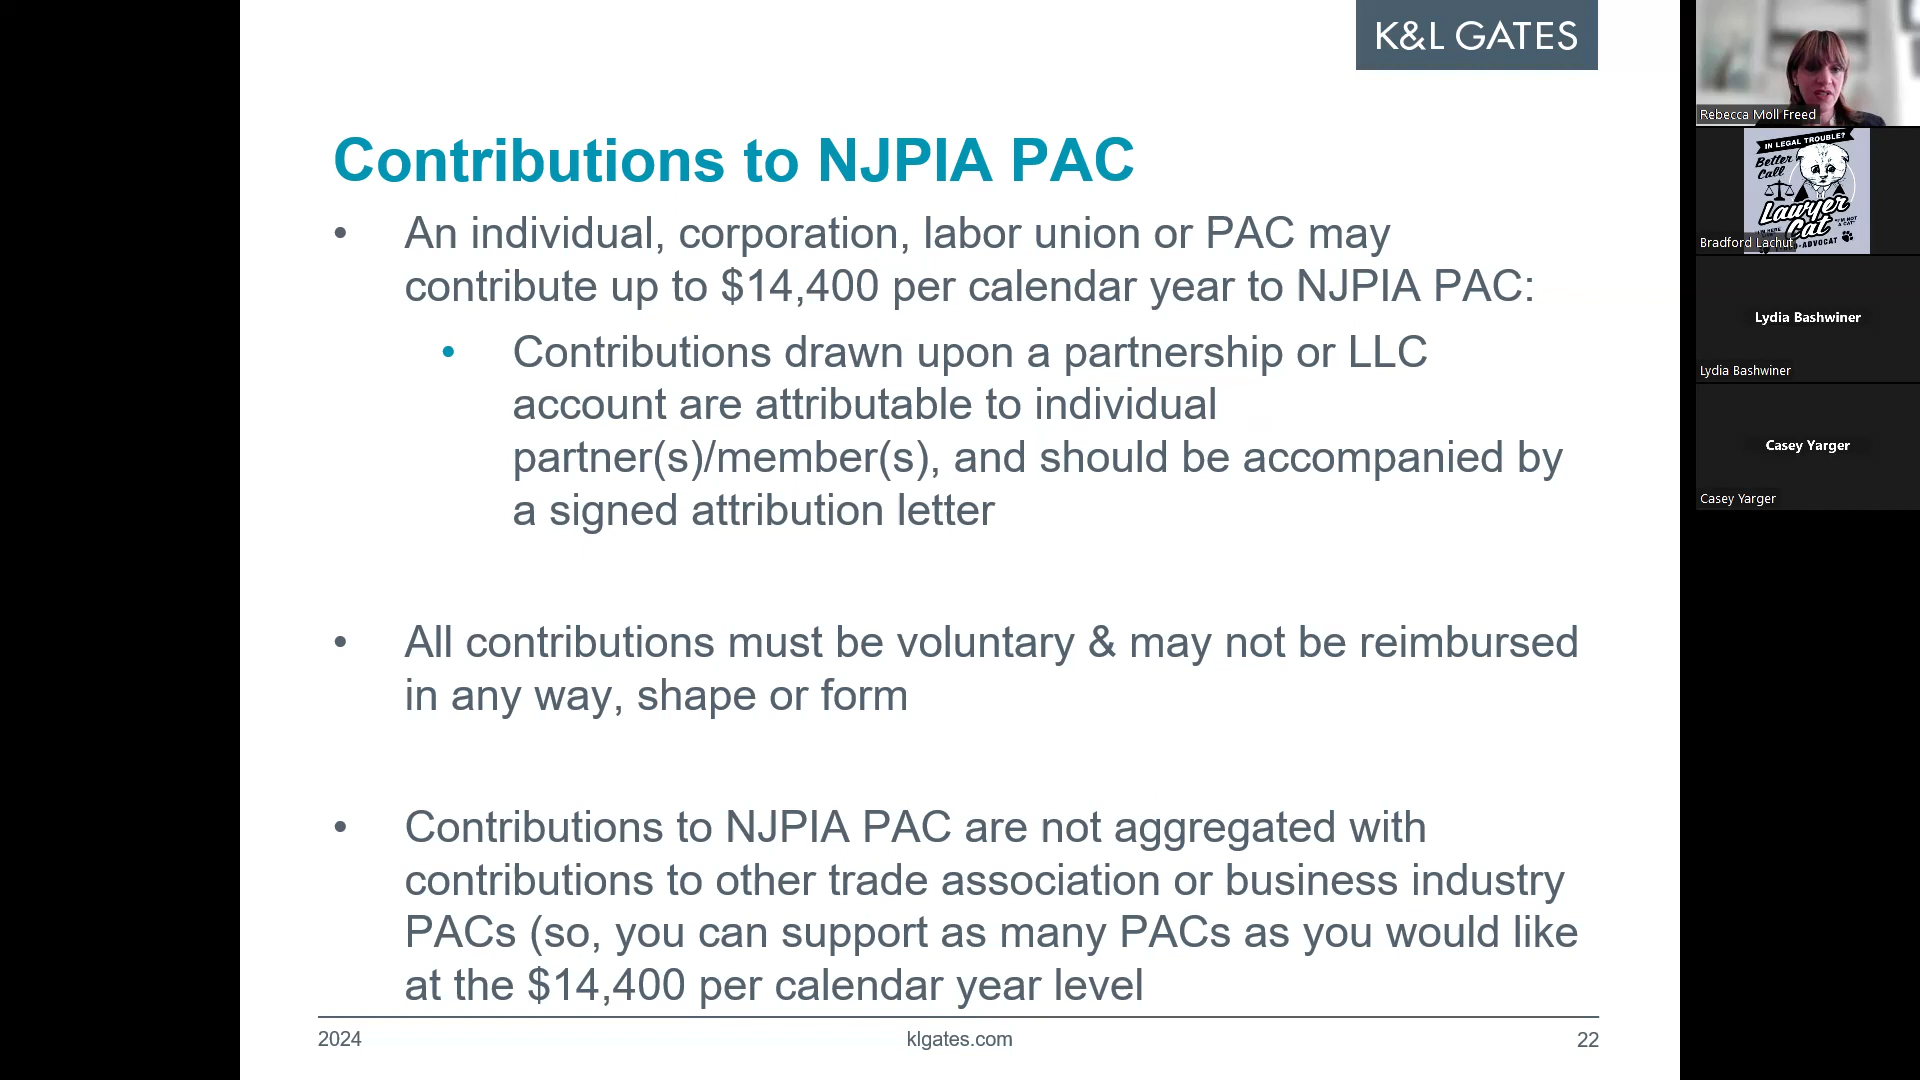 K&L GATES
Contributions to NJPIA PAC
• An individual, corporation, labor union or PAC may
contribute up to $14,400 per calendar year to NJPIA PAC:
• Contributions drawn upon a partnership or LLC
account are attributable to individual
partner(s)/member(s), and should be accompanied by
a signed attribution letter
• All contributions must be voluntary & may not be reimbursed
in any way, shape or form
• Contributions to NJPIA PAC are not aggregated with
contributions to other trade association or business industry
PACs (so, you can support as many PACs as you would like
at the $14,400 per calendar year level
2024
klgates.com
22
Rebecca Moll Freed
IN LEGAL TROUBLE?
Better
Call
Lawyer
Cat
Bradford Lachut
Lydia Bashwiner
Lydia Bashwiner
Casey Yarger
Casey Yarger